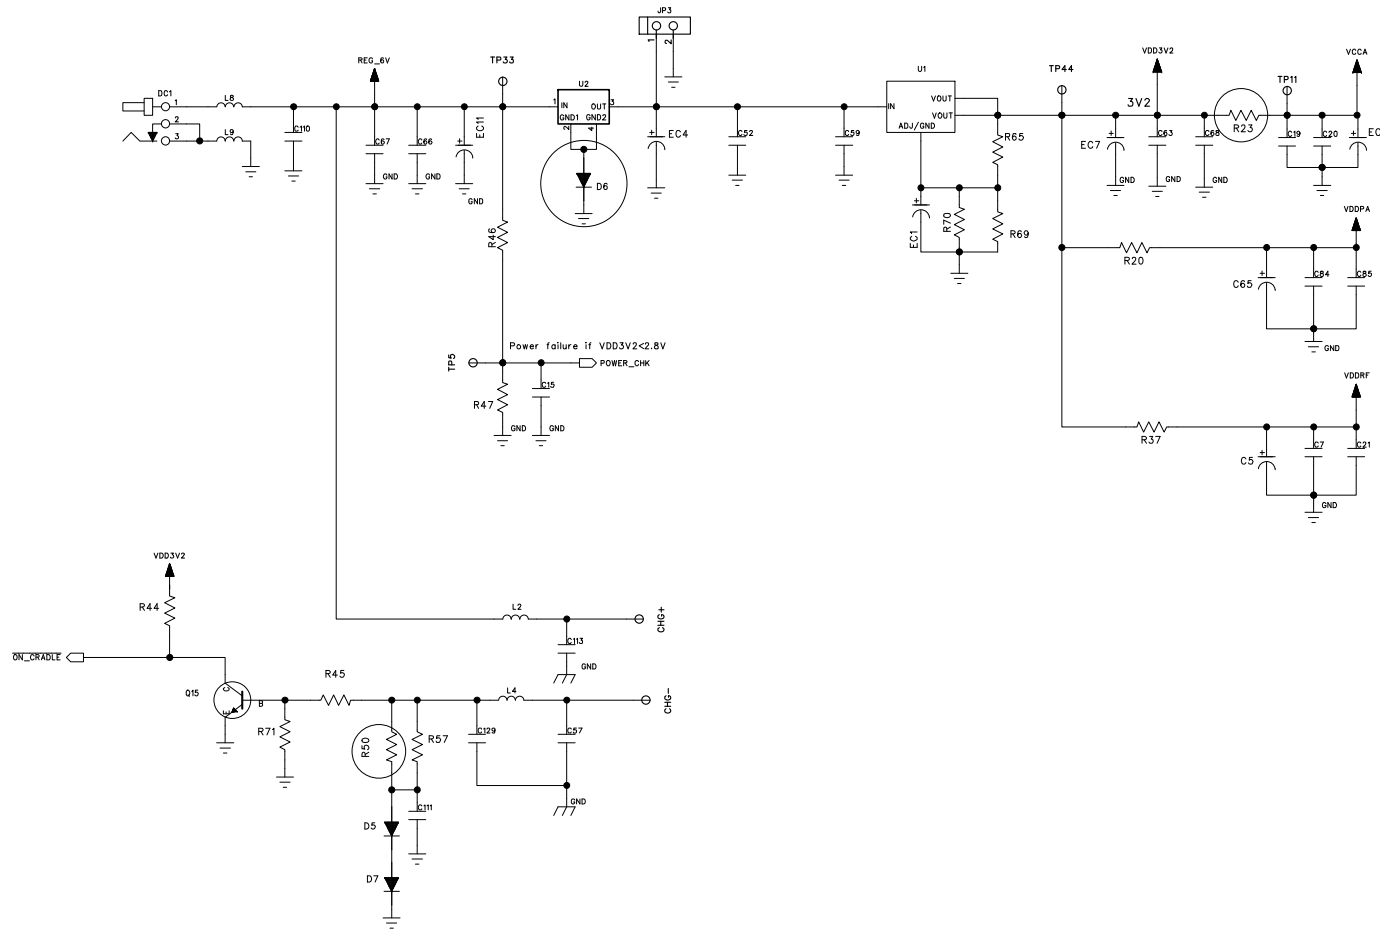 JP3
1
2
REG_6V
TP33
U2
U1
TP44
VDD3V2
VCCA
DC1
1
2
3
L8
L9
C110
C67
C66
EC11
GND
GND
GND
1
IN
OUT
3
GND1
GND2
2
4
D6
EC4
C52
C59
IN
VOUT
VOUT
ADJ/GND
R65
EC1
R70
R69
3V2
TP11
EC7
C63
C68
R23
C19
C20
EC
GND
GND
GND
GND
VDDPA
R20
C65
C84
C85
GND
R46
Power failure if VDD3V2<2.8V
TP5
POWER_CHK
R47
C15
GND
GND
VDDRF
R37
C5
C7
C21
GND
VDD3V2
R44
ON_CRADLE
Q15
C
B
E
R71
R45
L2
CHG+
C113
GND
L4
CHG-
R50
R57
C129
C57
GND
C111
D5
D7